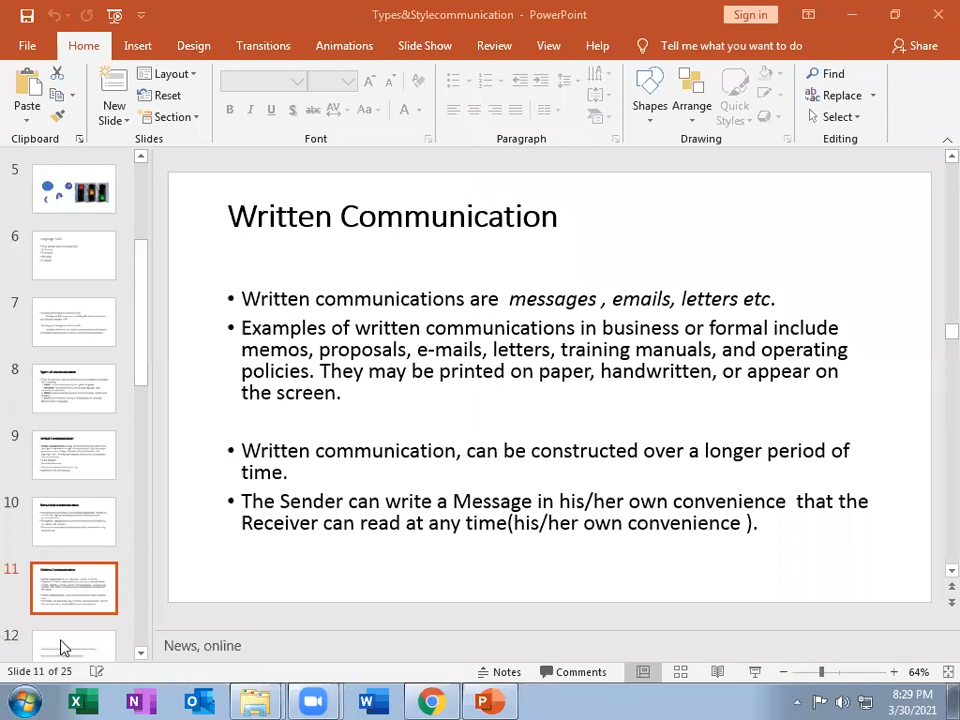 Types&Stylecommunication - PowerPoint
Sign in
File Home Insert Design Transitions Animations Slide Show Review View Help Tell me what you want to do Share
Paste
New Slide
Layout
Reset
Section
Shapes
Arrange
Quick Styles
Find
Replace
Select
Clipboard Slides Font Paragraph Drawing Editing
5
6
7
8
9
10
11
12
Written Communication
• Written communications are messages , emails, letters etc.
• Examples of written communications in business or formal include
memos, proposals, e-mails, letters, training manuals, and operating
policies. They may be printed on paper, handwritten, or appear on
the screen.
• Written communication, can be constructed over a longer period of
time.
• The Sender can write a Message in his/her own convenience that the
Receiver can read at any time(his/her own convenience ).
News, online
Slide 11 of 25
Notes Comments 64%
8:29 PM
3/30/2021